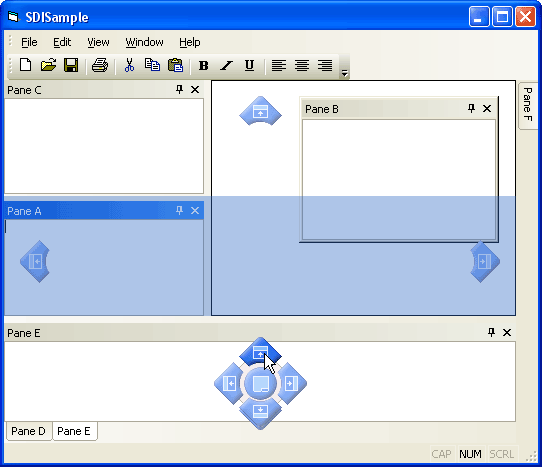 SDISample
File Edit View Window Help
B I U
Pane C
Pane B
Pane F
Pane A
Pane E
Pane D Pane E
CAP NUM SCRL